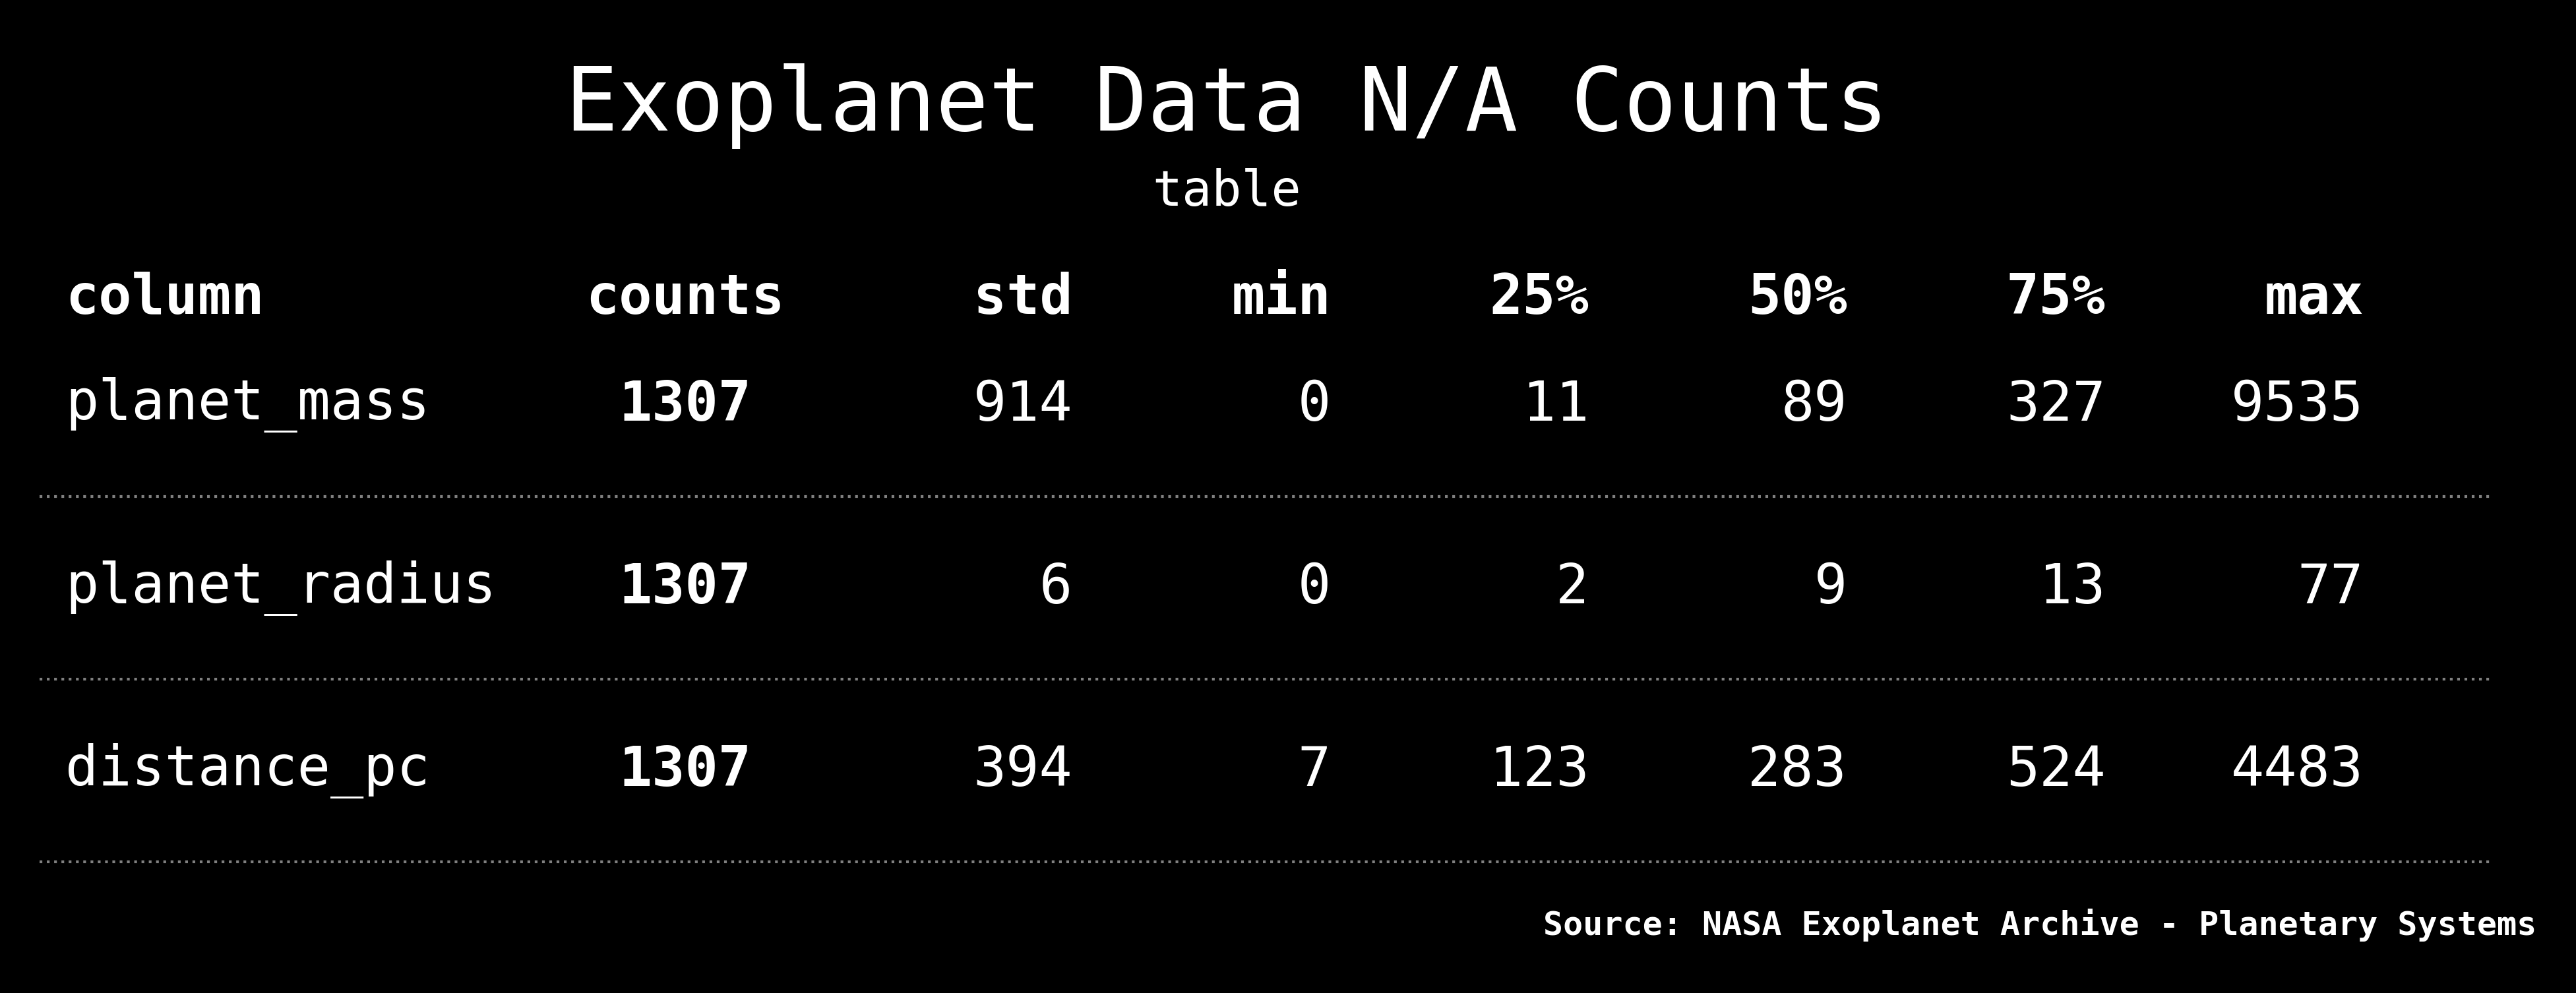 Exoplanet Data N/A Counts
table
column counts std min 25% 50% 75% max
planet_mass 1307 914 0 11 89 327 9535
planet_radius 1307 6 0 2 9 13 77
distance_pc 1307 394 7 123 283 524 4483
Source: NASA Exoplanet Archive - Planetary Systems